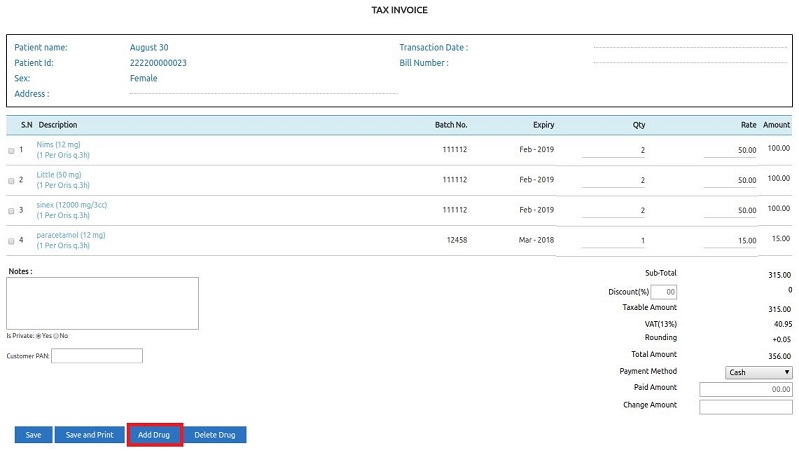 TAX INVOICE
Patient name: August 30 Transaction Date :
Patient Id: 222200000023 Bill Number :
Sex: Female
Address :
S.N Description Batch No. Expiry Qty Rate Amount
1 Nims (12 mg) 111112 Feb - 2019 2 50.00 100.00
(1 Per Oris q.3h)
2 Little (50 mg) 111112 Feb - 2019 2 50.00 100.00
(1 Per Oris q.3h)
3 sinex (12000 mg/3cc) 111112 Feb - 2019 2 50.00 100.00
(1 Per Oris q.3h)
4 paracetamol (12 mg) 12458 Mar - 2018 1 15.00 15.00
(1 Per Oris q.3h)
Notes :
Is Private: Yes No
Customer PAN:
Sub-Total 315.00
Discount(%) 00 0
Taxable Amount 315.00
VAT(13%) 40.95
Rounding +0.05
Total Amount 356.00
Payment Method Cash
Paid Amount 00.00
Change Amount
Save Save and Print Add Drug Delete Drug